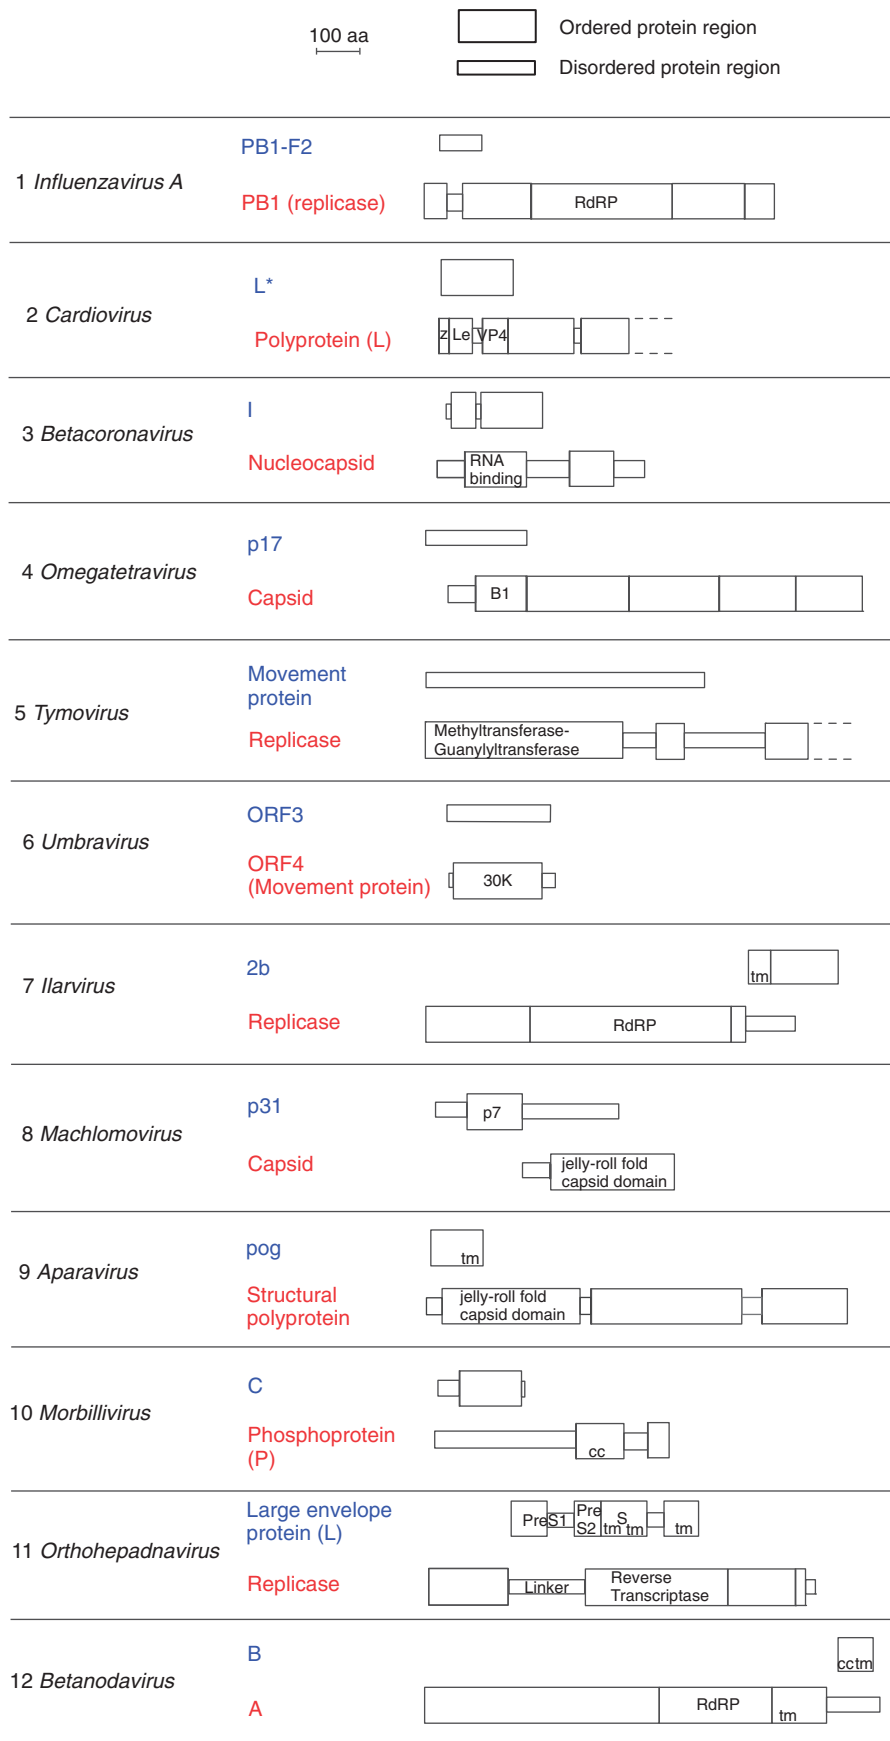 100 aa
Ordered protein region
Disordered protein region
1 Influenzavirus A
PB1-F2
PB1 (replicase)
RdRP
2 Cardiovirus
L*
Polyprotein (L)
z Le VP4
3 Betacoronavirus
I
Nucleocapsid
RNA
binding
4 Omegatetravirus
p17
Capsid
B1
5 Tymovirus
Movement
protein
Replicase
Methyltransferase-
Guanylyltransferase
6 Umbravirus
ORF3
ORF4
(Movement protein)
30K
7 Ilarvirus
2b
tm
Replicase
RdRP
8 Machlomovirus
p31
p7
Capsid
jelly-roll fold
capsid domain
9 Aparavirus
pog
tm
Structural
polyprotein
jelly-roll fold
capsid domain
10 Morbillivirus
C
Phosphoprotein
(P)
cc
11 Orthohepadnavirus
Large envelope
protein (L)
PreS1
Pre
S2
S
tm tm
tm
Replicase
Linker
Reverse
Transcriptase
12 Betanodavirus
B
cctm
A
RdRP
tm